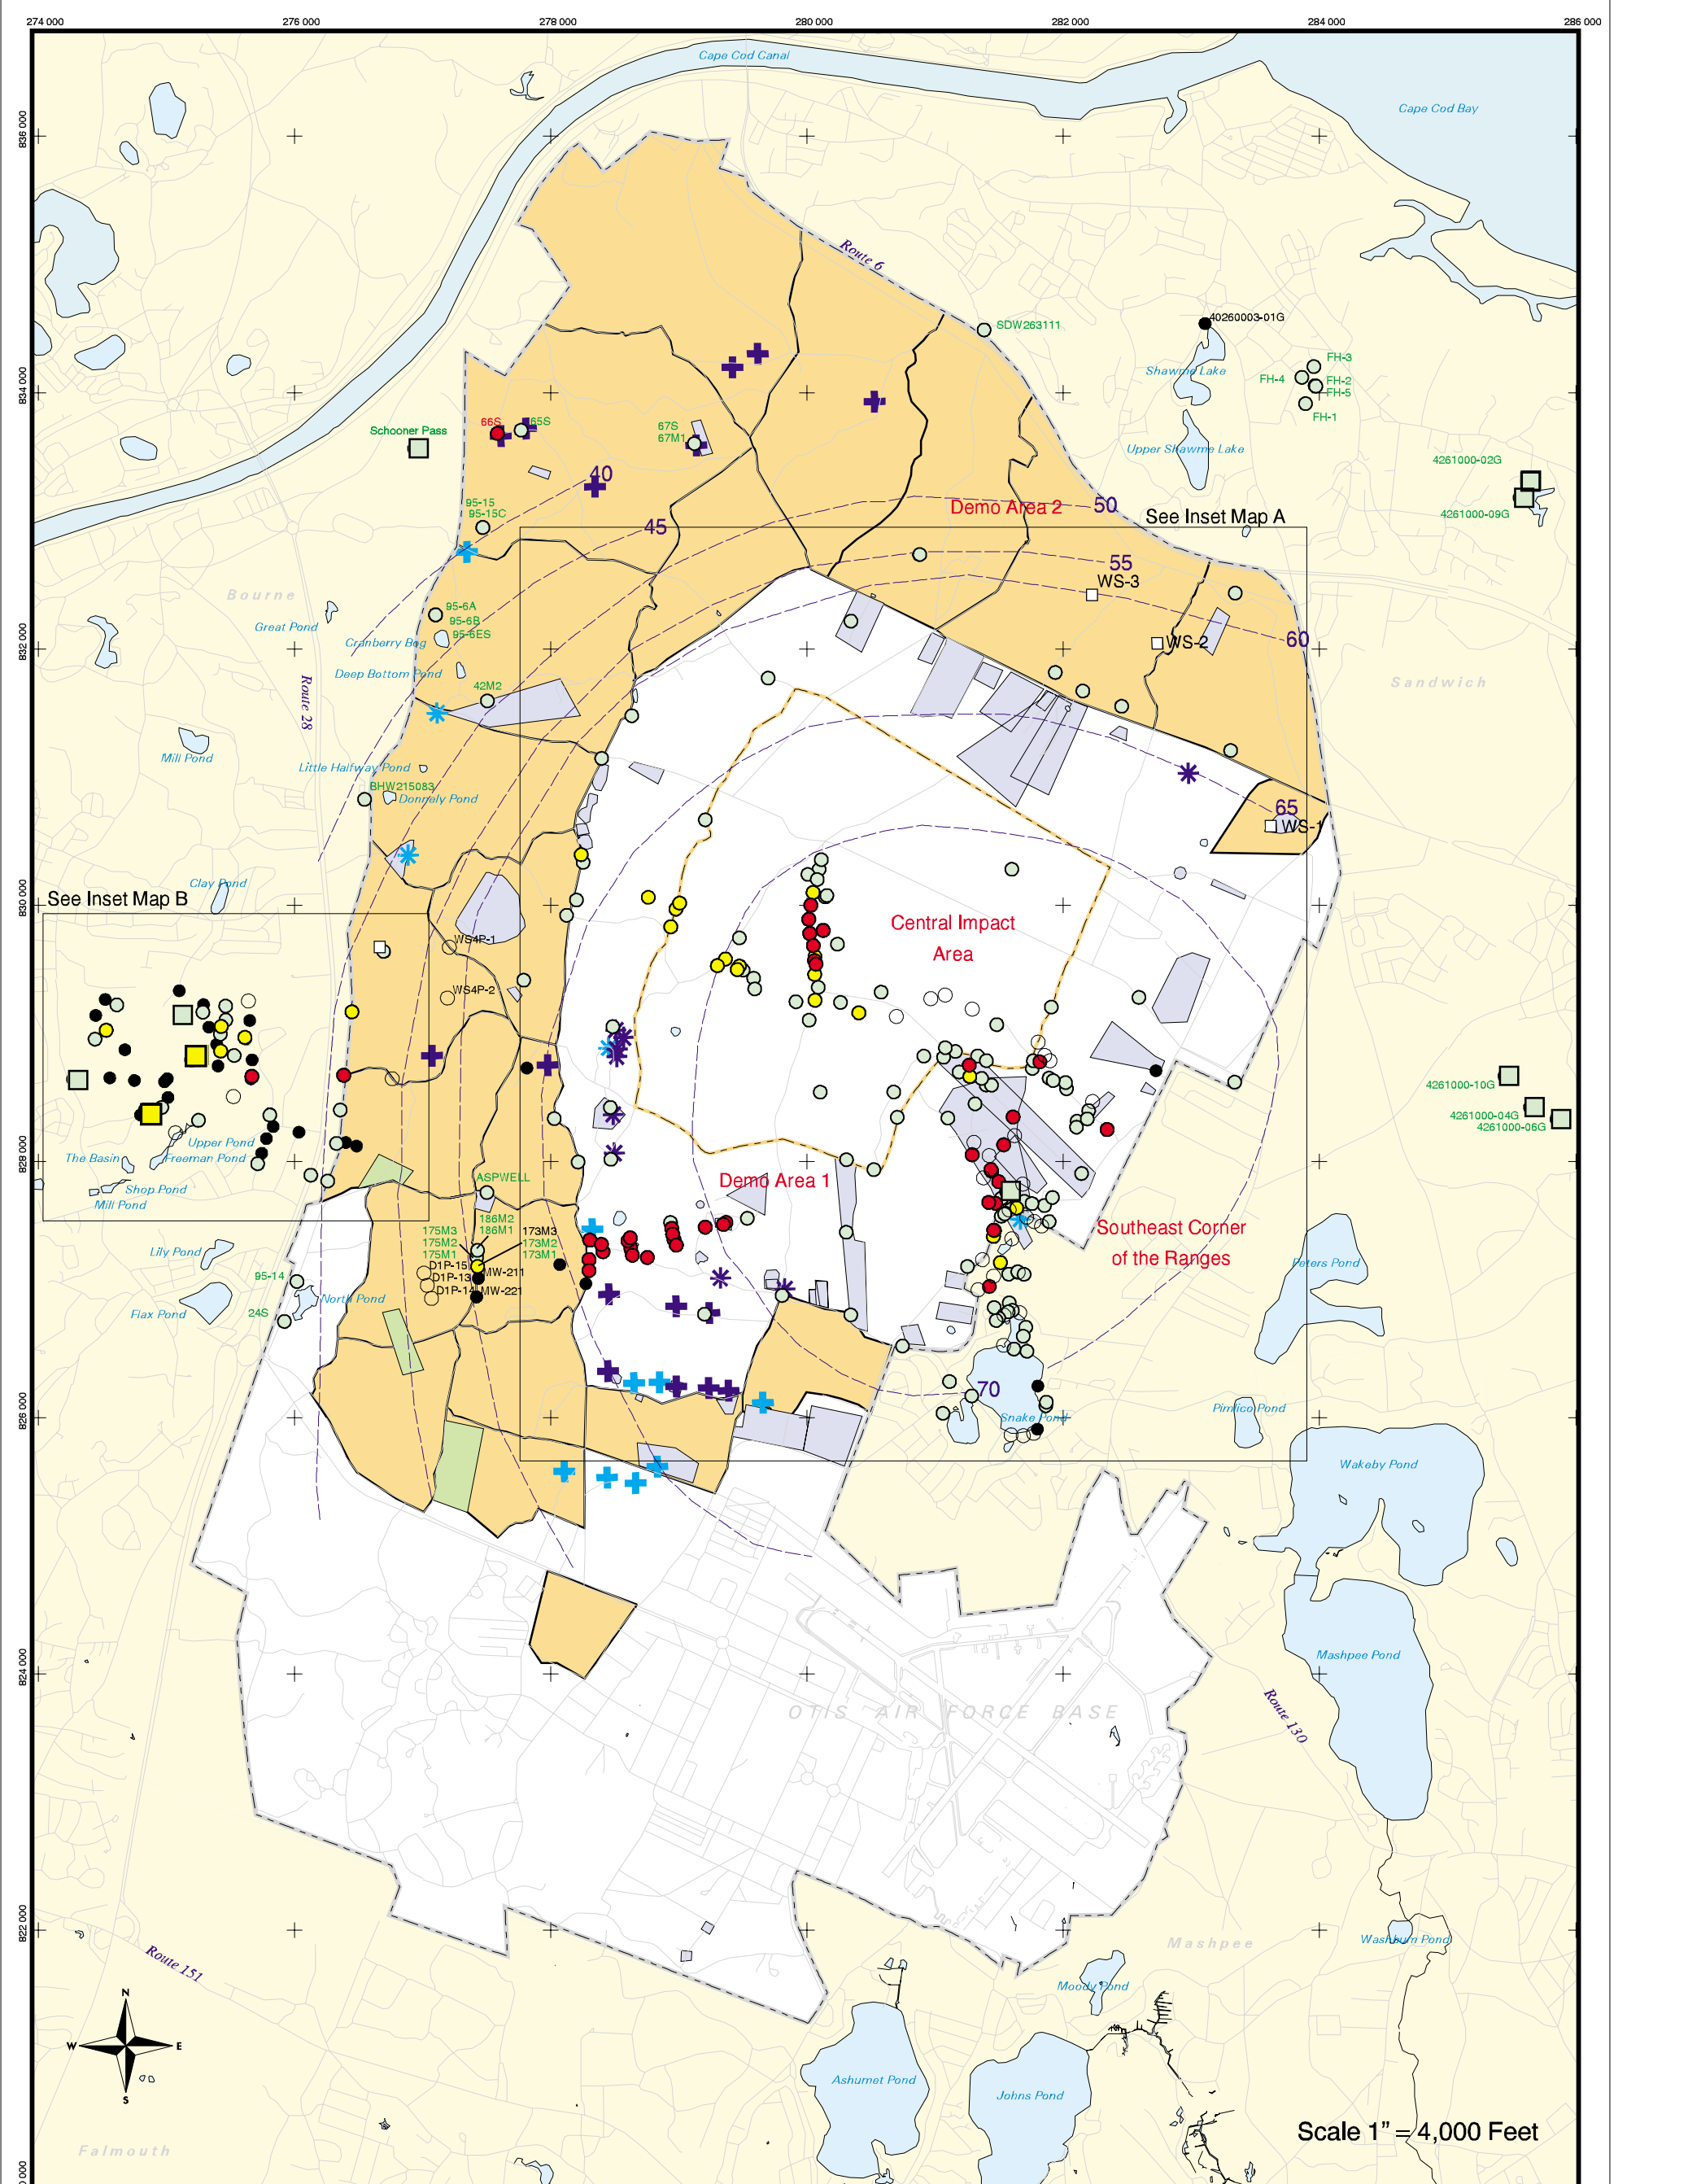 274 000
276 000
278 000
280 000
282 000
284 000
286 000
Cape Cod Canal
Cape Cod Bay
836 000
Route 6
SDW263111
40260003-01G
FH-3
Shawme Lake
FH-4
FH-2
FH-5
834 000
FH-1
66S
65S
67S
67M1
Schooner Pass
Upper Shawme Lake
4261000-02G
40
95-15
95-15C
Demo Area 2
50
4261000-09G
45
See Inset Map A
55
WS-3
Bourne
95-6A
95-6B
95-6ES
Great Pond
Cranberry Bog
60
WS-2
832 000
Deep Bottom Pond
Sandwich
42M2
Route 28
Mill Pond
Little Halfway Pond
BHW215083
Donnely Pond
65
WS-1
Clay Pond
See Inset Map B
830 000
Central Impact
Area
WS4P-1
WS4P-2
4261000-10G
4261000-04G
4261000-06G
Upper Pond
The Basin
Freeman Pond
828 000
Shop Pond
Mill Pond
ASPWELL
Demo Area 1
Southeast Corner
of the Ranges
186M2
186M1
175M3
175M2
175M1
173M3
173M2
173M1
Lily Pond
D1P-15
D1P-13
D1P-14
MW-211
MW-221
95-14
North Pond
Flax Pond
24S
Peters Pond
70
Snake Pond
Pimlico Pond
826 000
Wakeby Pond
Mashpee Pond
824 000
OTIS AIR FORCE BASE
Route 130
822 000
Mashpee
Washburn Pond
Route 151
Moody Pond
N
W
E
S
Ashumet Pond
Johns Pond
Scale 1" = 4,000 Feet
Falmouth